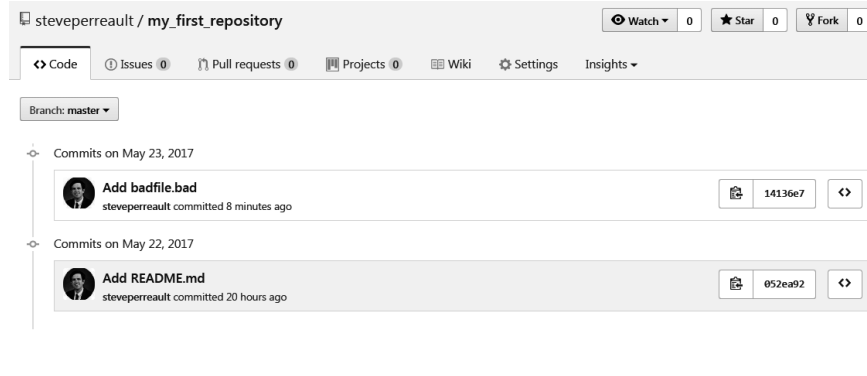 steveperreault / my_first_repository Watch 0 Star 0 Fork 0
Code Issues 0 Pull requests 0 Projects 0 Wiki Settings Insights
Branch: master
Commits on May 23, 2017
Add badfile.bad
steveperreault committed 8 minutes ago
14136e7
Commits on May 22, 2017
Add README.md
steveperreault committed 20 hours ago
052ea92